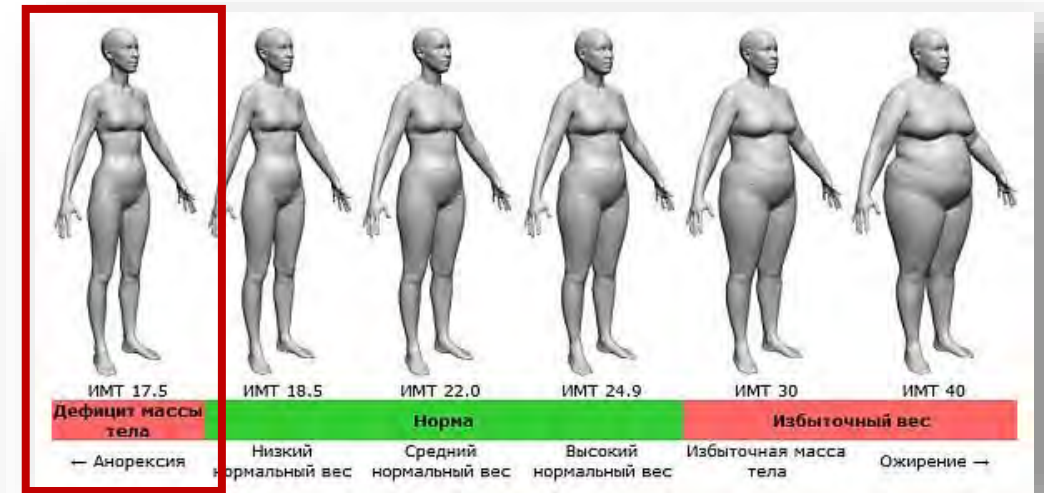 ИМТ 17.5 ИМТ 18.5 ИМТ 22.0 ИМТ 24.9 ИМТ 30 ИМТ 40
Дефицит массы
тела
Норма
Избыточный вес
← Анорексия
Низкий
нормальный вес
Средний
нормальный вес
Высокий
нормальный вес
Избыточная масса
тела
Ожирение →